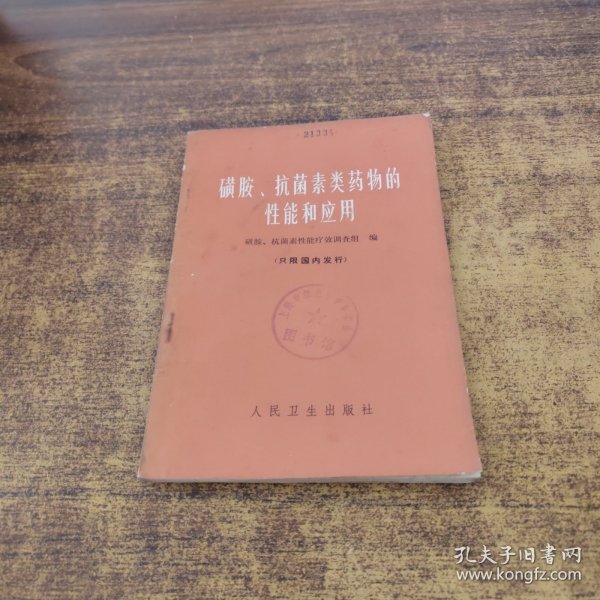 21331
磺胺、抗菌素类药物的
性能和应用
磺胺、抗菌素性能疗效调查组 编
(只限国内发行)
图书馆
人民卫生出版社
孔夫子旧书网
www.kongfz.com